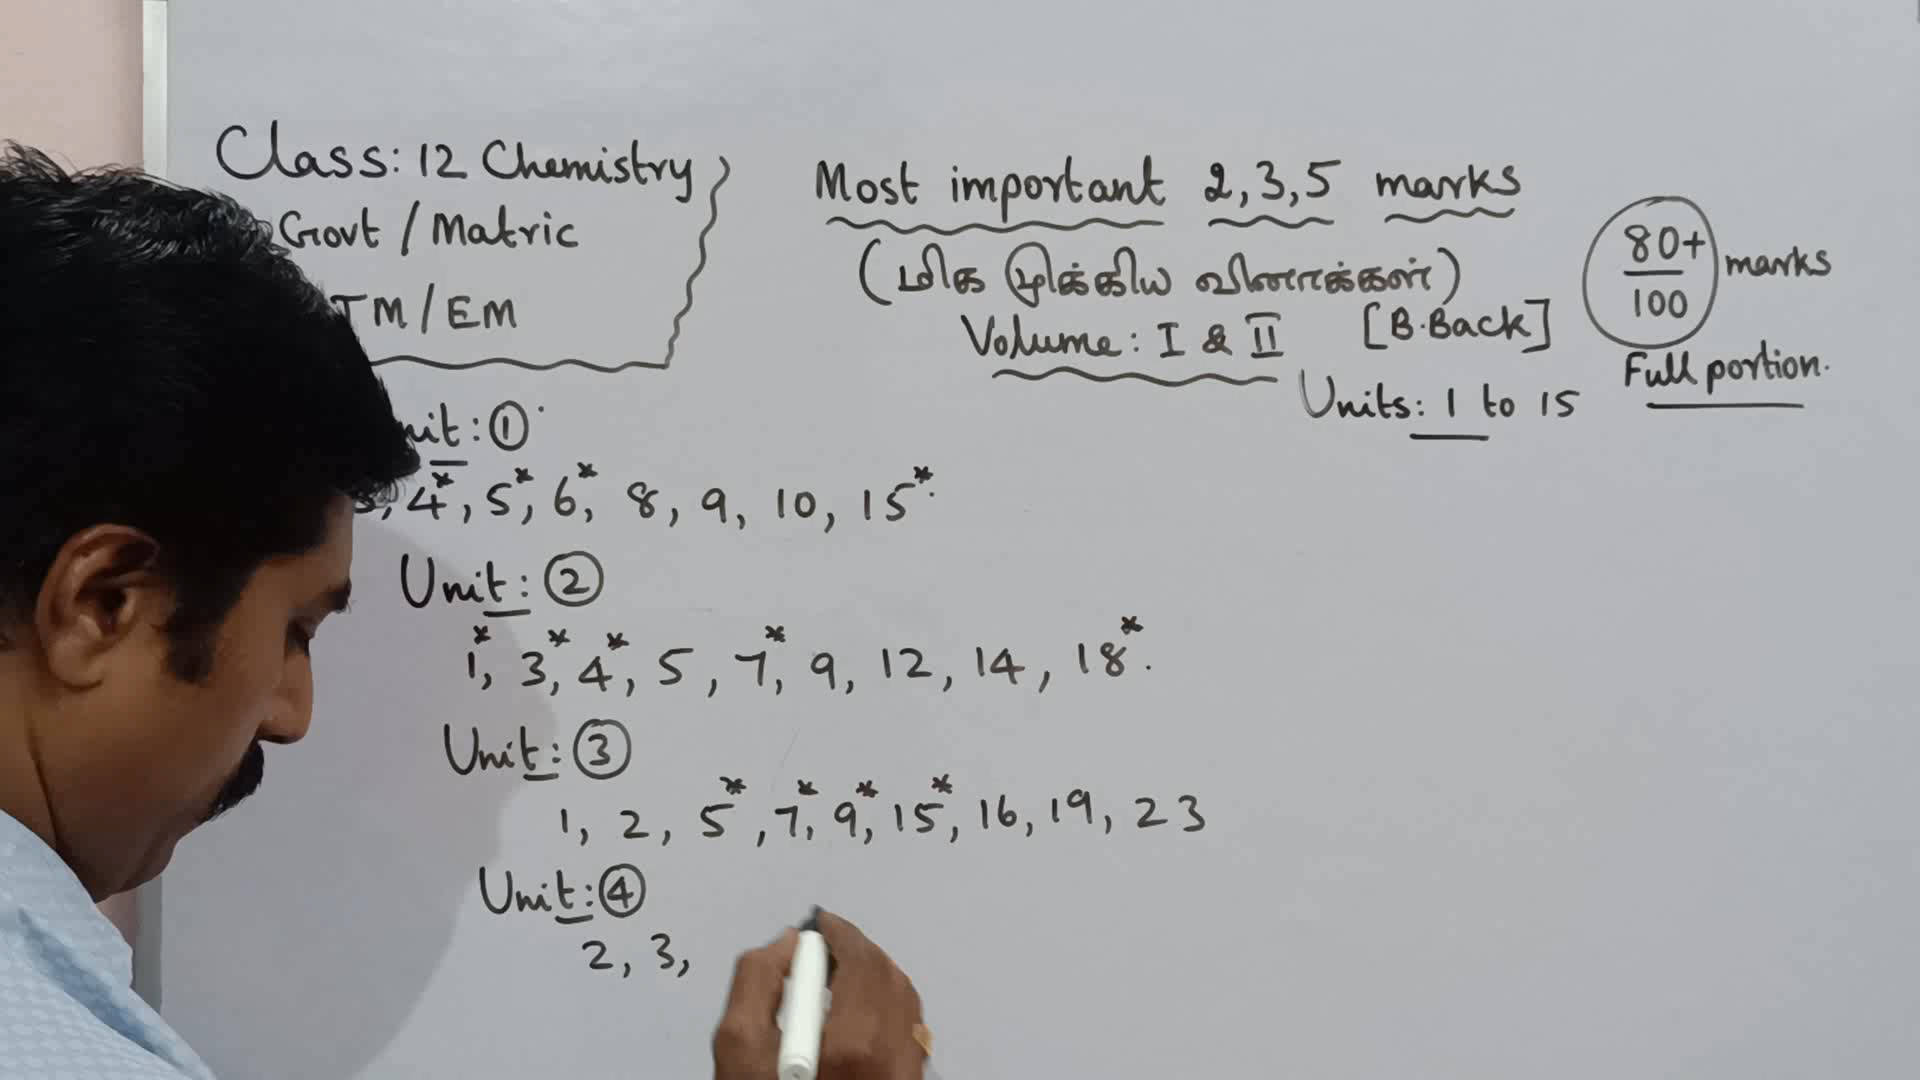 Class: 12 Chemistry
Govt / Matric
TM / EM
Most important 2, 3, 5 marks
(மிக முக்கிய வினாக்கள்)
Volume: I & II
[B.Back]
Units: 1 to 15
80+
100
marks
Full portion.
Unit: ①
4*, 5*, 6*, 8, 9, 10, 15*.
Unit: ②
1*, 3*, 4*, 5, 7*, 9, 12, 14, 18*.
Unit: ③
1, 2, 5*, 7*, 9*, 15*, 16, 19, 23
Unit: ④
2, 3,